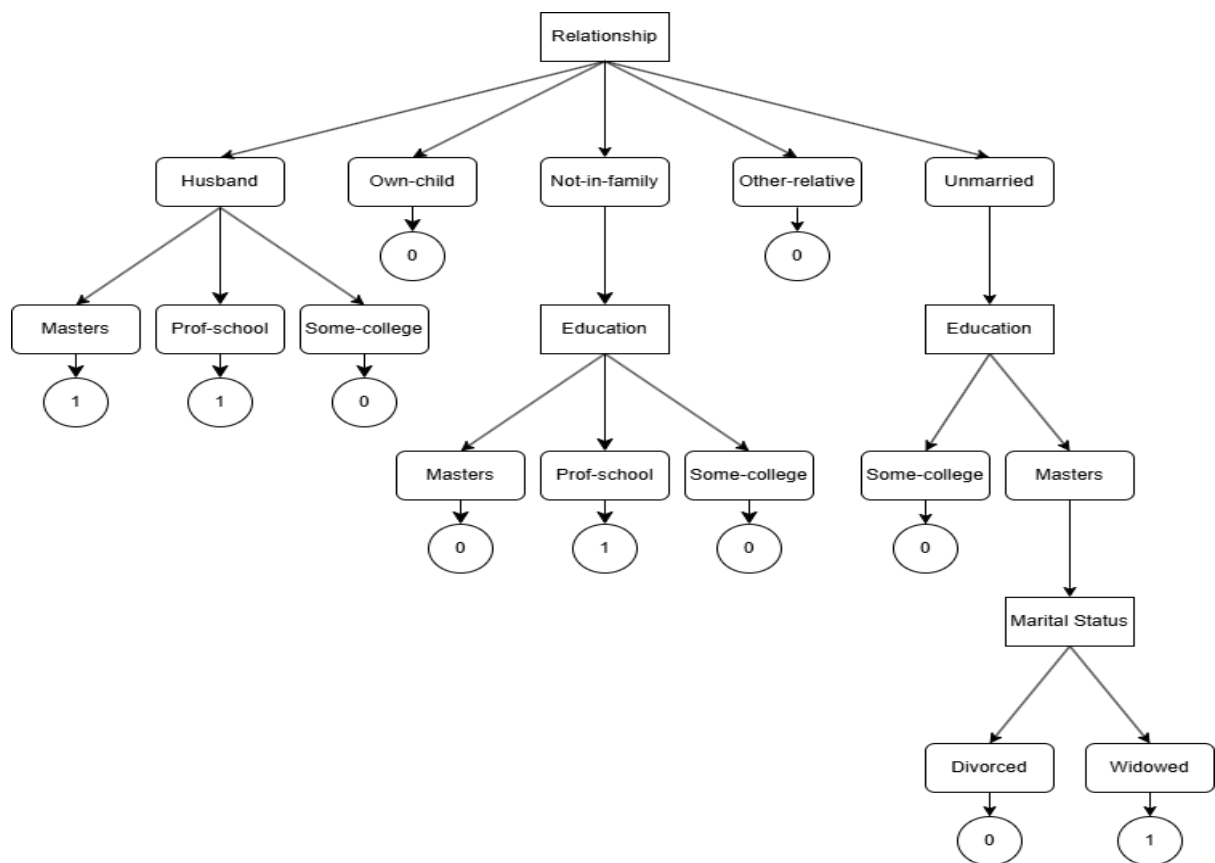 Relationship
Husband
Own-child
Not-in-family
Other-relative
Unmarried
0
0
Masters
Prof-school
Some-college
Education
Education
1
1
0
Masters
Prof-school
Some-college
Some-college
Masters
0
1
0
0
Marital Status
Divorced
Widowed
0
1